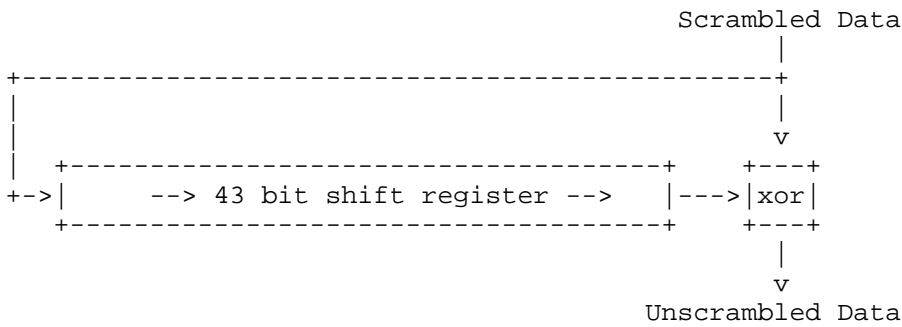 Scrambled Data
--> 43 bit shift register -->
xor
Unscrambled Data